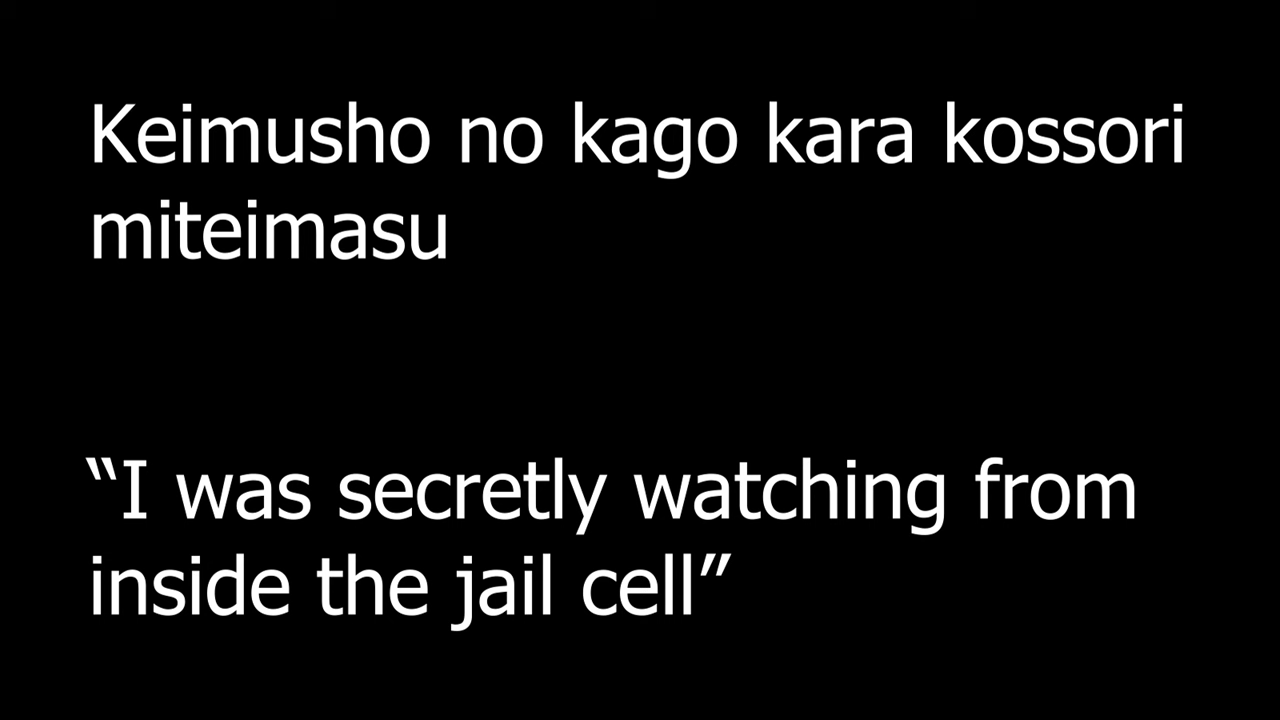 Keimusho no kago kara kossori
miteimasu
“I was secretly watching from
inside the jail cell”